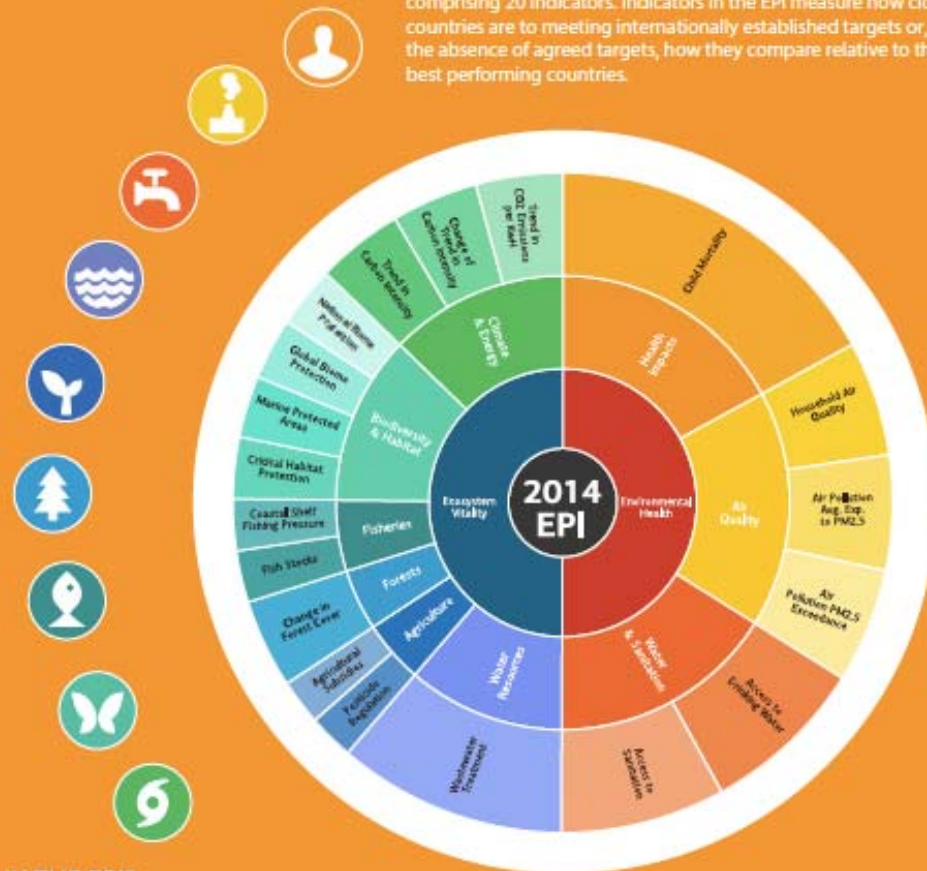 comprising 20 indicators. Indicators in the EPI measure how
countries are to meeting internationally established targets or,
the absence of agreed targets, how they compare relative to
best performing countries.
Trend in
CO2 Emissions
per KWH
Change of
Trend in
Carbon Intensity
Trend in
Carbon Intensity
National Biome
Protection
Global Biome
Protection
Marine Protected
Areas
Critical Habitat
Protection
Coastal Shelf
Fishing Pressure
Fish Stocks
Change in
Forest Cover
Agricultural
Subsidies
Pesticide
Regulation
Wastewater
Treatment
Climate
& Energy
Biodiversity
& Habitat
Fisheries
Forests
Agriculture
Water
Resources
Ecosystem
Vitality
2014
EPI
Environmental
Health
Health
Impacts
Air
Quality
Water
& Sanitation
Child Mortality
Household Air
Quality
Air Pollution
Avg. Exp.
to PM2.5
Air
Pollution PM2.5
Exceedance
Access to
Drinking Water
Access to
Sanitation